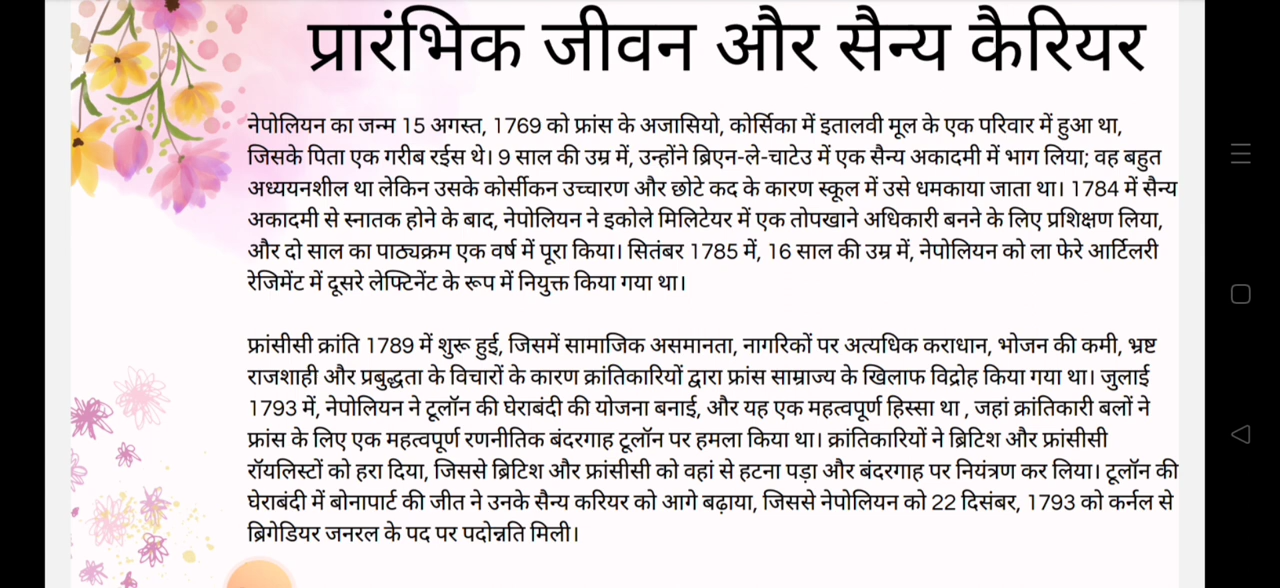 प्रारंभिक जीवन और सैन्य कैरियर
नेपोलियन का जन्म 15 अगस्त, 1769 को फ्रांस के अजासियो, कोर्सिका में इतालवी मूल के एक परिवार में हुआ था,
जिसके पिता एक गरीब रईस थे। 9 साल की उम्र में, उन्होंने ब्रिएन-ले-चाटेउ में एक सैन्य अकादमी में भाग लिया; वह बहुत
अध्ययनशील था लेकिन उसके कोर्सीकन उच्चारण और छोटे कद के कारण स्कूल में उसे धमकाया जाता था। 1784 में सैन्य
अकादमी से स्नातक होने के बाद, नेपोलियन ने इकोले मिलिटेयर में एक तोपखाने अधिकारी बनने के लिए प्रशिक्षण लिया,
और दो साल का पाठ्यक्रम एक वर्ष में पूरा किया। सितंबर 1785 में, 16 साल की उम्र में, नेपोलियन को ला फेरे आर्टिलरी
रेजिमेंट में दूसरे लेफ्टिनेंट के रूप में नियुक्त किया गया था।
फ्रांसीसी क्रांति 1789 में शुरू हुई, जिसमें सामाजिक असमानता, नागरिकों पर अत्यधिक कराधान, भोजन की कमी, भ्रष्ट
राजशाही और प्रबुद्धता के विचारों के कारण क्रांतिकारियों द्वारा फ्रांस साम्राज्य के खिलाफ विद्रोह किया गया था। जुलाई
1793 में, नेपोलियन ने टूलॉन की घेराबंदी की योजना बनाई, और यह एक महत्वपूर्ण हिस्सा था , जहां क्रांतिकारी बलों ने
फ्रांस के लिए एक महत्वपूर्ण रणनीतिक बंदरगाह टूलॉन पर हमला किया था। क्रांतिकारियों ने ब्रिटिश और फ्रांसीसी
रॉयलिस्टों को हरा दिया, जिससे ब्रिटिश और फ्रांसीसी को वहां से हटना पड़ा और बंदरगाह पर नियंत्रण कर लिया। टूलॉन की
घेराबंदी में बोनापार्ट की जीत ने उनके सैन्य करियर को आगे बढ़ाया, जिससे नेपोलियन को 22 दिसंबर, 1793 को कर्नल से
ब्रिगेडियर जनरल के पद पर पदोन्नति मिली।